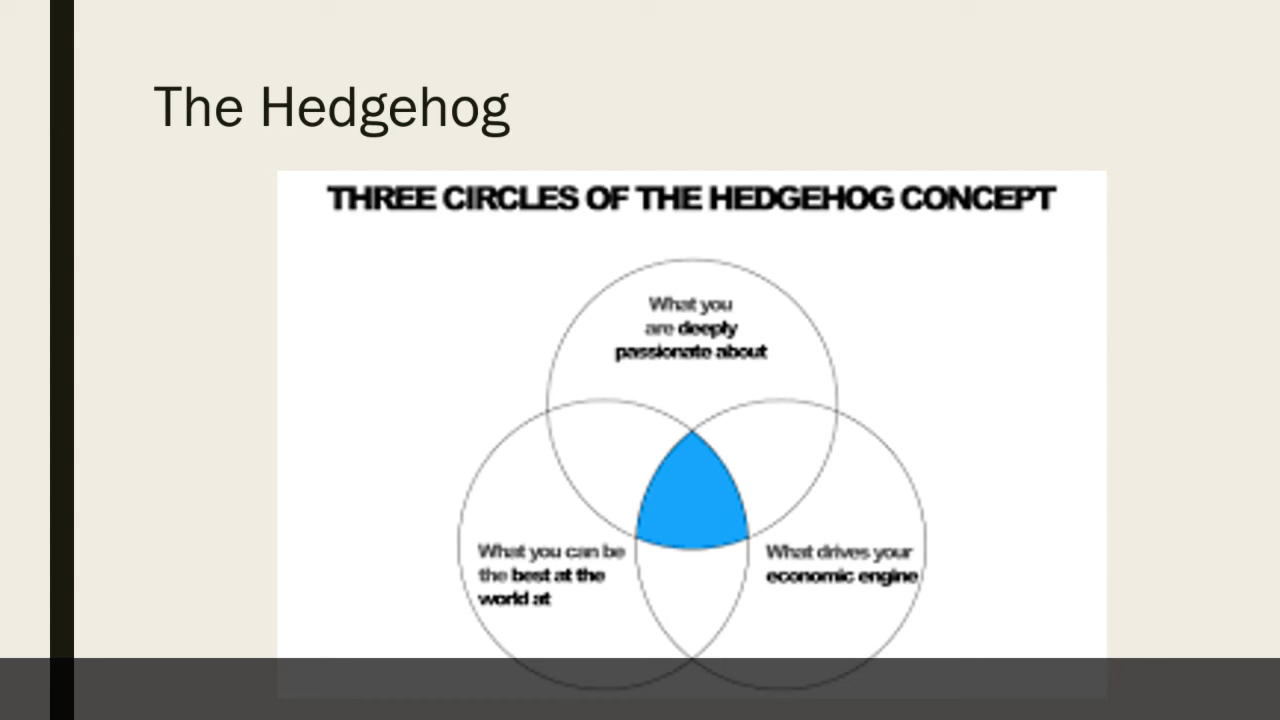 The Hedgehog
THREE CIRCLES OF THE HEDGEHOG CONCEPT
What you
are deeply
passionate about
What you can be
the best at the
world at
What drives your
economic engine